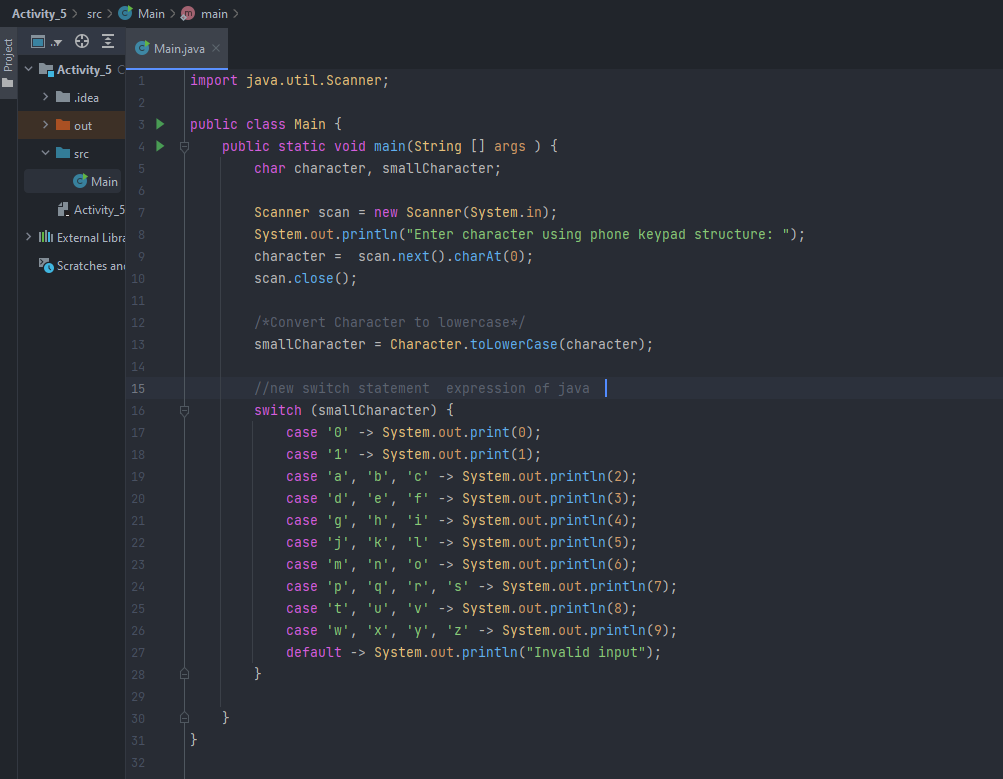 Activity_5 > src > Main > main >
Project
Main.java ×
Activity_5
.idea
out
src
Main
Activity_5
External Libra
Scratches and
1 import java.util.Scanner;
2
3 public class Main {
4 public static void main(String [] args ) {
5 char character, smallCharacter;
6
7 Scanner scan = new Scanner(System.in);
8 System.out.println("Enter character using phone keypad structure: ");
9 character =  scan.next().charAt(0);
10 scan.close();
11
12 /*Convert Character to lowercase*/
13 smallCharacter = Character.toLowerCase(character);
14
15 //new switch statement  expression of java
16 switch (smallCharacter) {
17 case '0' -> System.out.print(0);
18 case '1' -> System.out.print(1);
19 case 'a', 'b', 'c' -> System.out.println(2);
20 case 'd', 'e', 'f' -> System.out.println(3);
21 case 'g', 'h', 'i' -> System.out.println(4);
22 case 'j', 'k', 'l' -> System.out.println(5);
23 case 'm', 'n', 'o' -> System.out.println(6);
24 case 'p', 'q', 'r', 's' -> System.out.println(7);
25 case 't', 'u', 'v' -> System.out.println(8);
26 case 'w', 'x', 'y', 'z' -> System.out.println(9);
27 default -> System.out.println("Invalid input");
28 }
29
30 }
31 }
32